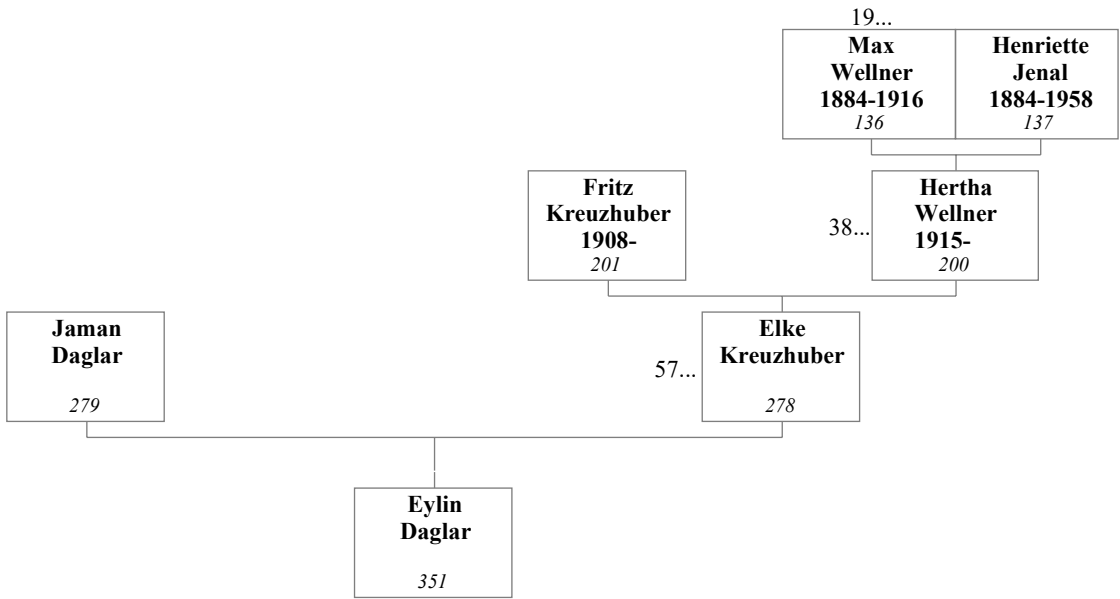 19...
Max
Wellner
1884-1916
136
Henriette
Jenal
1884-1958
137
Fritz
Kreuzhuber
1908-
201
38...
Hertha
Wellner
1915-
200
Jaman
Daglar
279
57...
Elke
Kreuzhuber
278
Eylin
Daglar
351